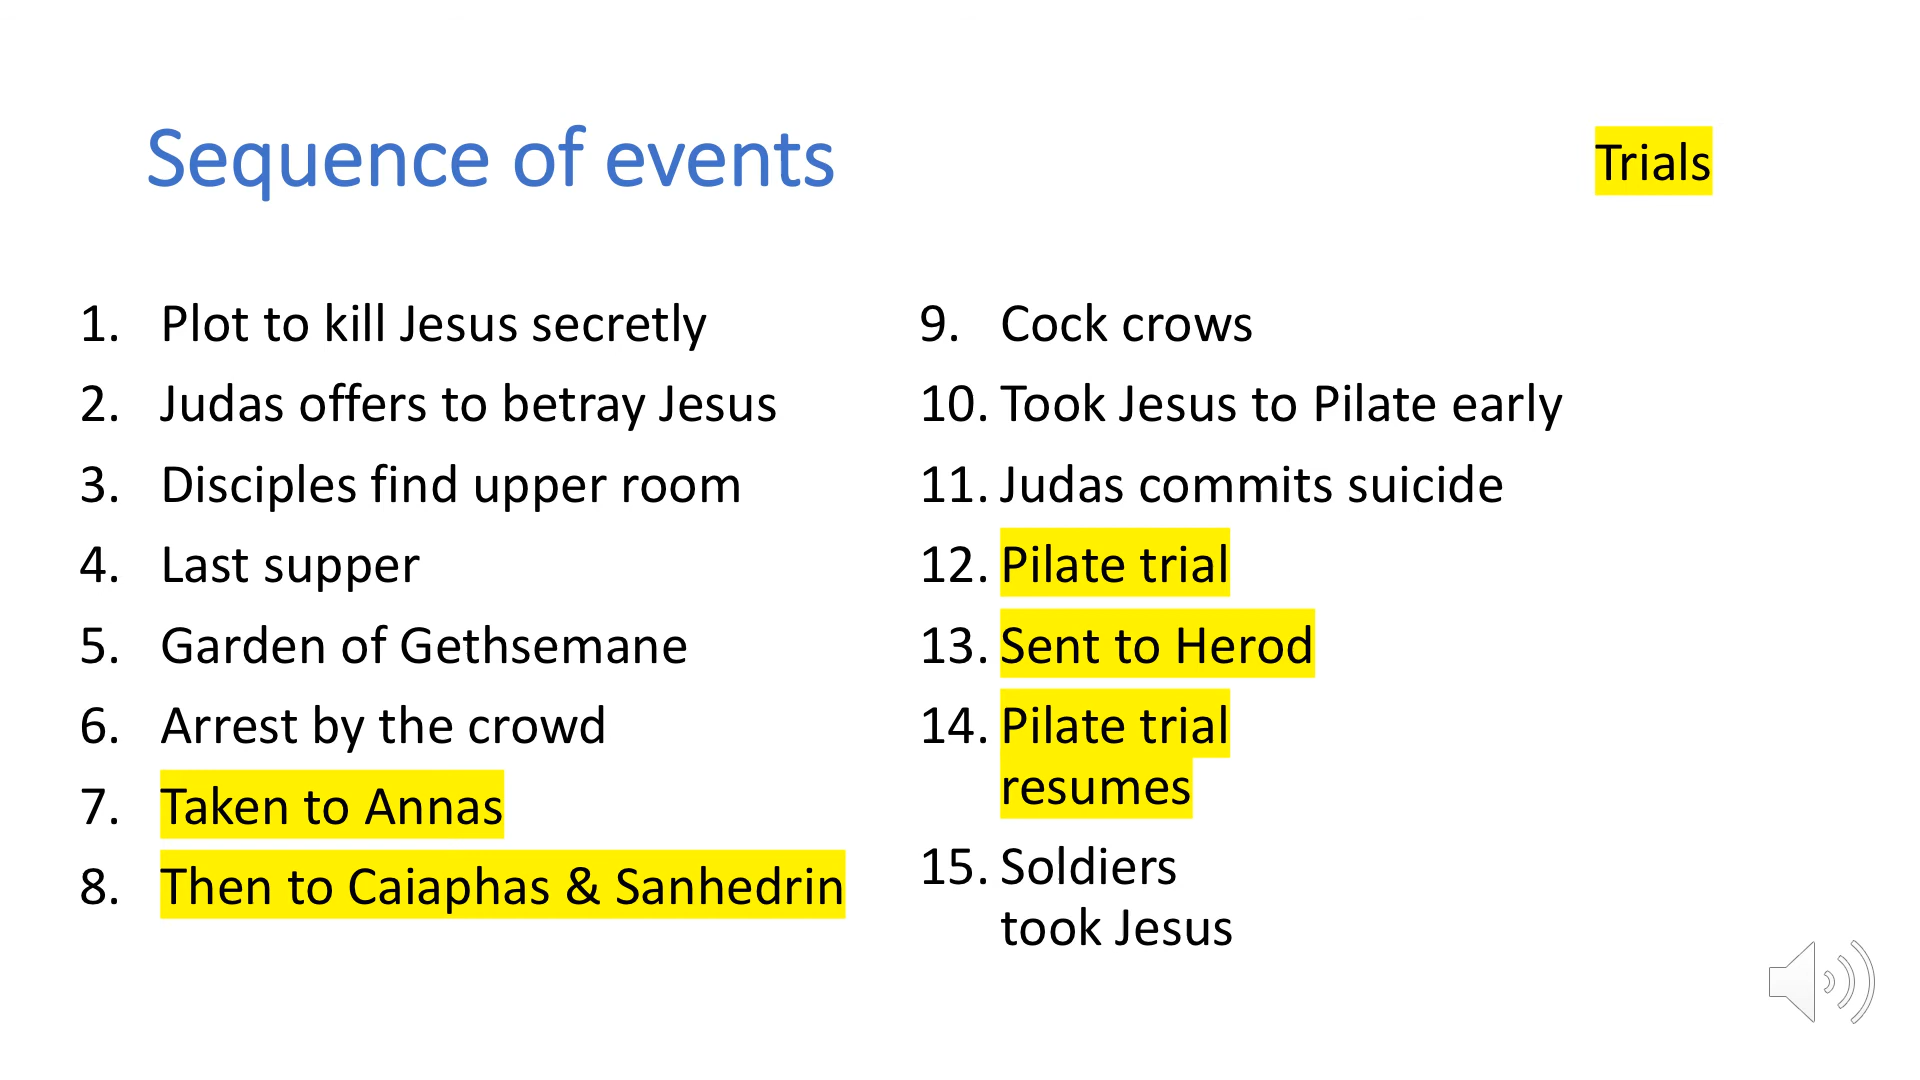 Sequence of events
Trials
1. Plot to kill Jesus secretly
2. Judas offers to betray Jesus
3. Disciples find upper room
4. Last supper
5. Garden of Gethsemane
6. Arrest by the crowd
7. Taken to Annas
8. Then to Caiaphas & Sanhedrin
9. Cock crows
10. Took Jesus to Pilate early
11. Judas commits suicide
12. Pilate trial
13. Sent to Herod
14. Pilate trial
resumes
15. Soldiers
took Jesus